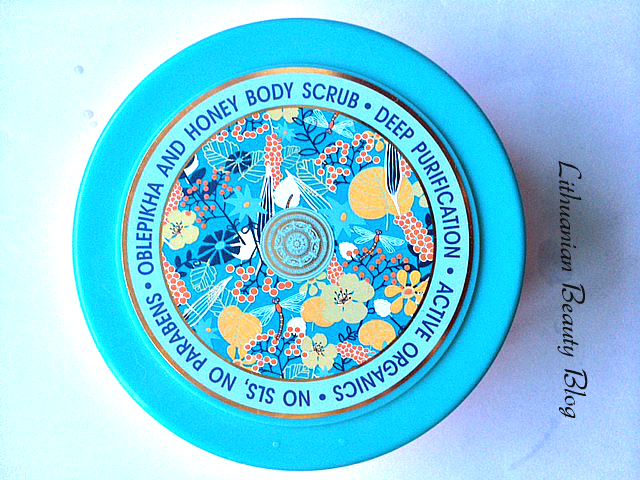 OBLEPIKHA AND HONEY BODY SCRUB • DEEP PURIFICATION • ACTIVE ORGANICS • NO SLS, NO PARABENS •
Lithuanian Beauty Blog